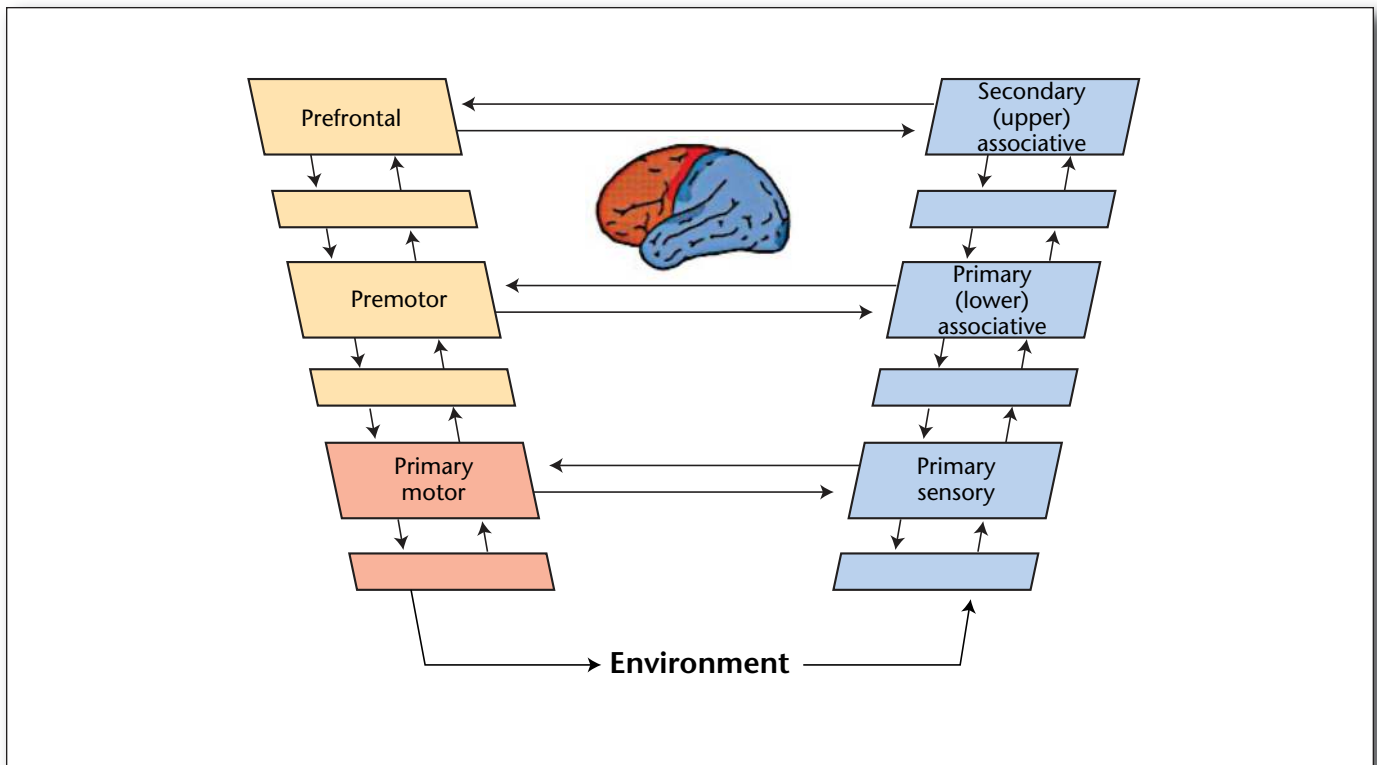 Prefrontal
Secondary
(upper)
associative
Premotor
Primary
(lower)
associative
Primary
motor
Primary
sensory
Environment